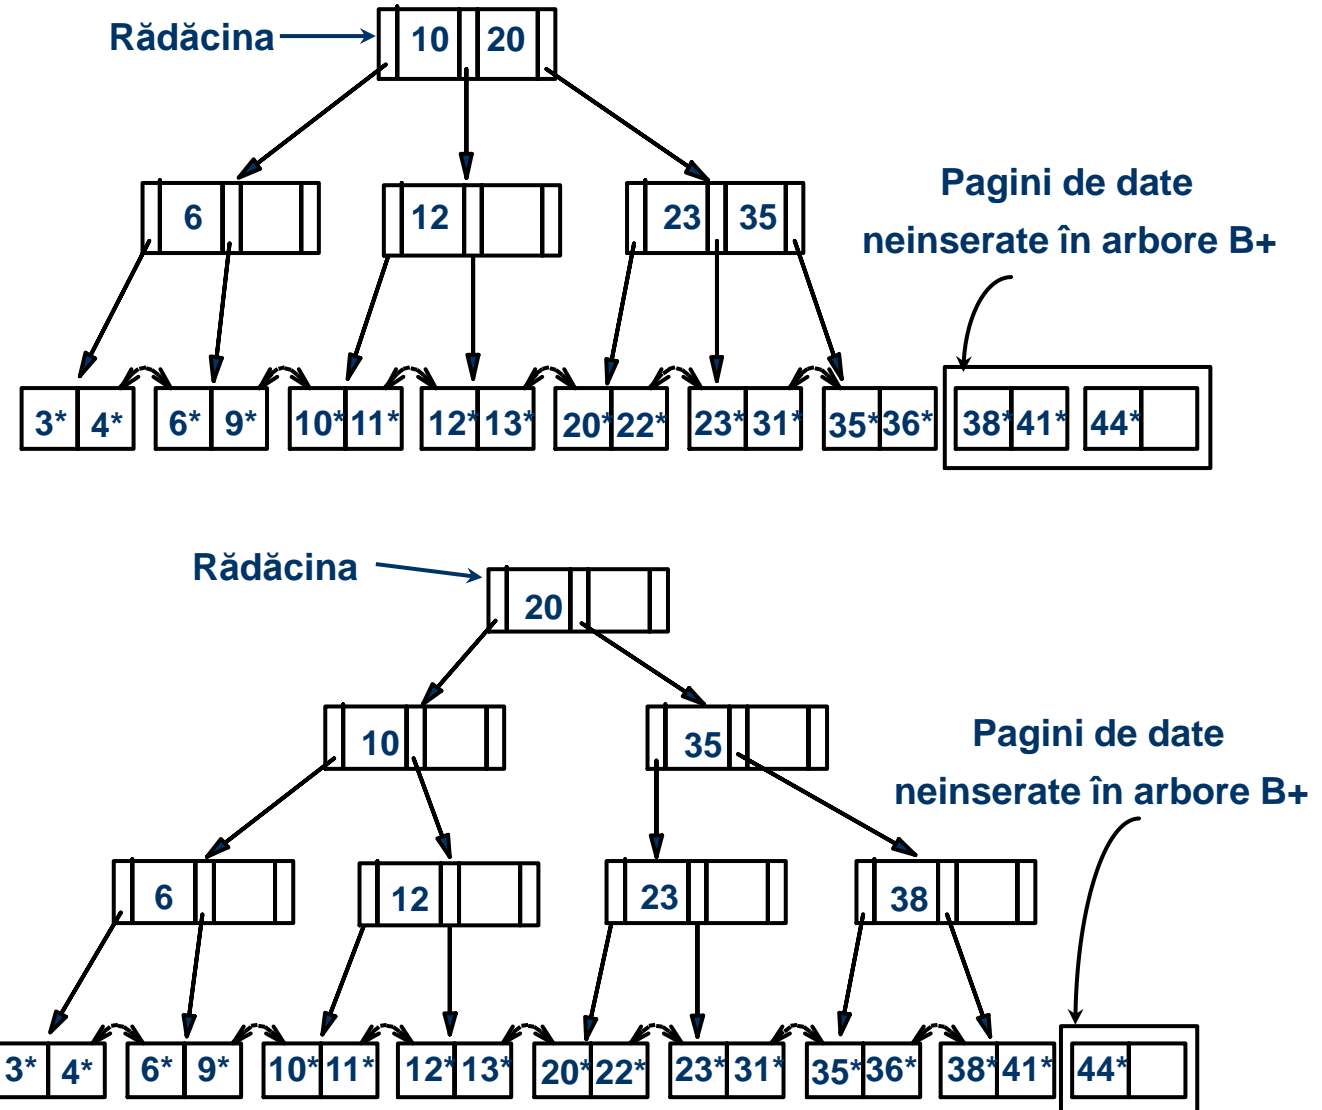 Rădăcina
10 20
Pagini de date
neinserate în arbore B+
6 12 23 35
3* 4* 6* 9* 10* 11* 12* 13* 20* 22* 23* 31* 35* 36* 38* 41* 44*
Rădăcina
20
10 35
Pagini de date
neinserate în arbore B+
6 12 23 38
3* 4* 6* 9* 10* 11* 12* 13* 20* 22* 23* 31* 35* 36* 38* 41* 44*